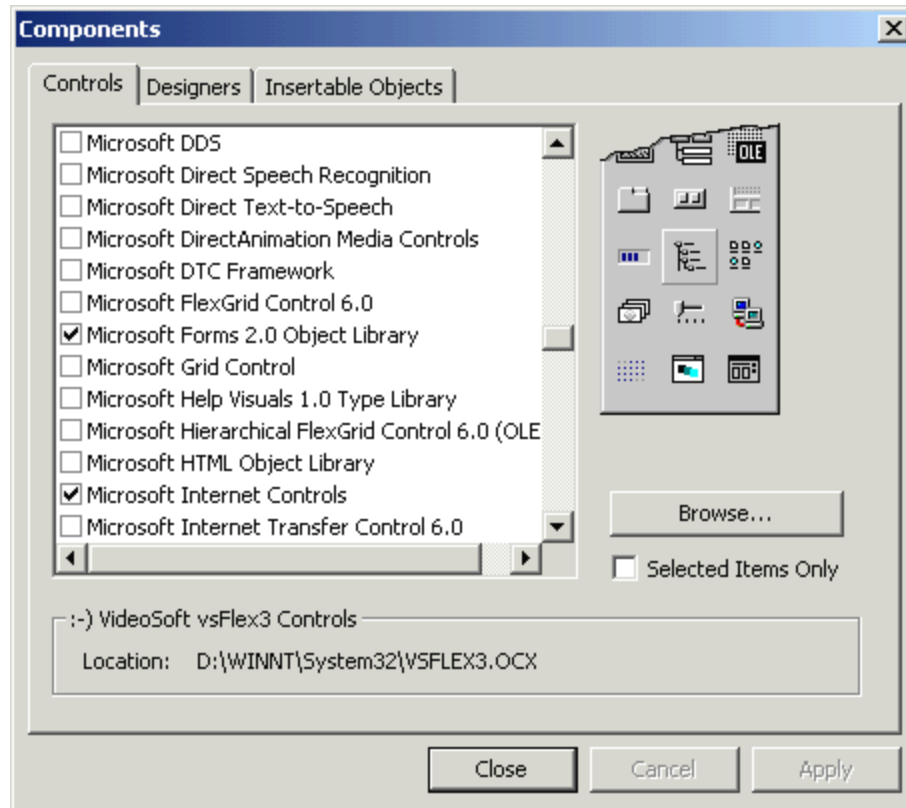 Components
Controls
Designers
Insertable Objects
Microsoft DDS
Microsoft Direct Speech Recognition
Microsoft Direct Text-to-Speech
Microsoft DirectAnimation Media Controls
Microsoft DTC Framework
Microsoft FlexGrid Control 6.0
Microsoft Forms 2.0 Object Library
Microsoft Grid Control
Microsoft Help Visuals 1.0 Type Library
Microsoft Hierarchical FlexGrid Control 6.0 (OLE
Microsoft HTML Object Library
Microsoft Internet Controls
Microsoft Internet Transfer Control 6.0
OLE
Browse...
Selected Items Only
:-) VideoSoft vsFlex3 Controls
Location: D:\WINNT\System32\VSFLEX3.OCX
Close
Cancel
Apply